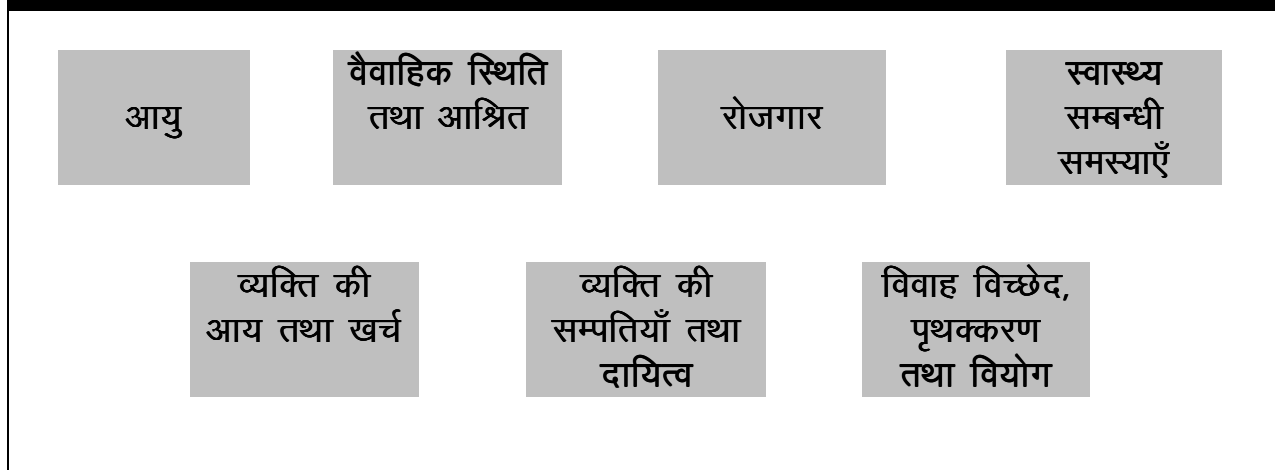 आयु
वैवाहिक स्थिति
तथा आश्रित
रोजगार
स्वास्थ्य
सम्बन्धी
समस्याएँ
व्यक्ति की
आय तथा खर्च
व्यक्ति की
सम्पतियाँ तथा
दायित्व
विवाह विच्छेद,
पृथक्करण
तथा वियोग